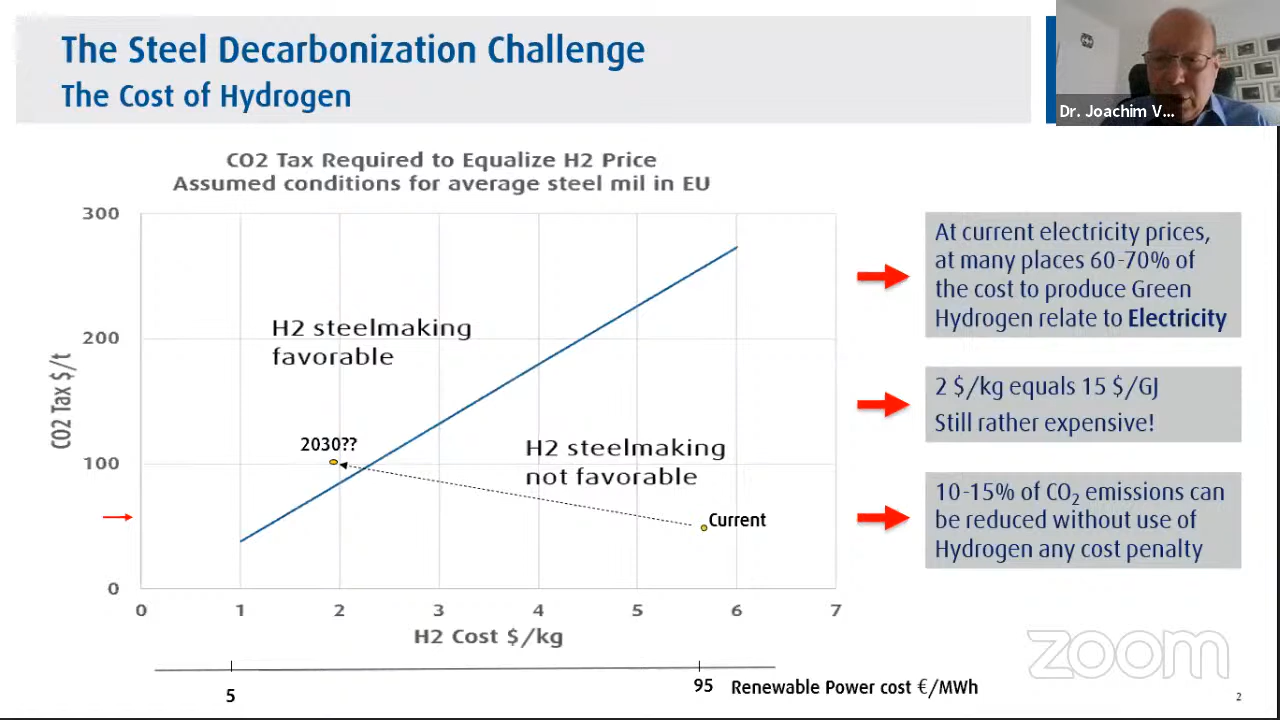 The Steel Decarbonization Challenge
The Cost of Hydrogen
Dr. Joachim V...
CO2 Tax Required to Equalize H2 Price
Assumed conditions for average steel mil in EU
300
200
100
0
CO2 Tax $/t
H2 steelmaking
favorable
2030??
H2 steelmaking
not favorable
Current
0 1 2 3 4 5 6 7
H2 Cost $/kg
5
95
Renewable Power cost €/MWh
At current electricity prices,
at many places 60-70% of
the cost to produce Green
Hydrogen relate to Electricity
2 $/kg equals 15 $/GJ
Still rather expensive!
10-15% of CO₂ emissions can
be reduced without use of
Hydrogen any cost penalty
zoom
2